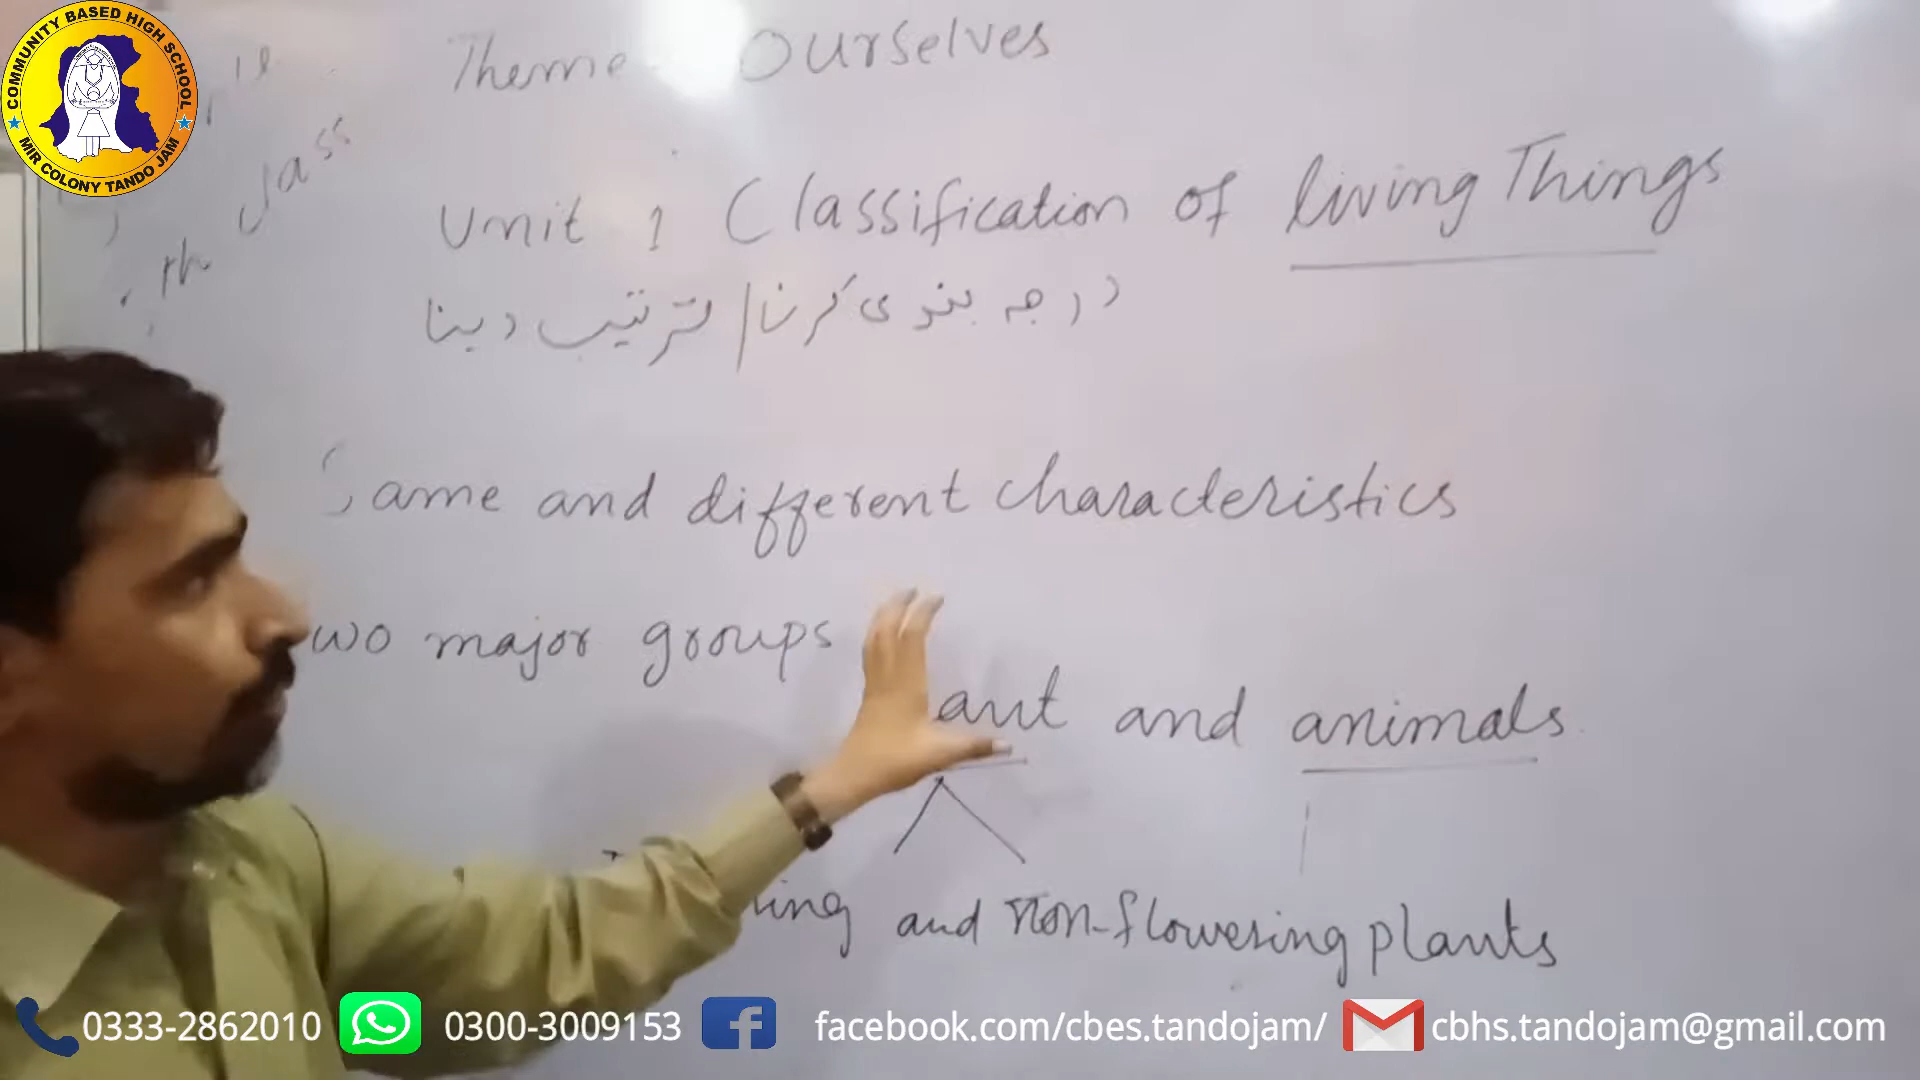 COMMUNITY BASED HIGH SCHOOL
MIR COLONY TANDO JAM
Theme Ourselves
Unit 1 Classification of living Things
درجہ بندی کرنا / ترتیب دینا
Same and different characteristics
wo major groups
ant and animals
ing and non-flowering plants
0333-2862010 0300-3009153 facebook.com/cbes.tandojam/ cbhs.tandojam@gmail.com